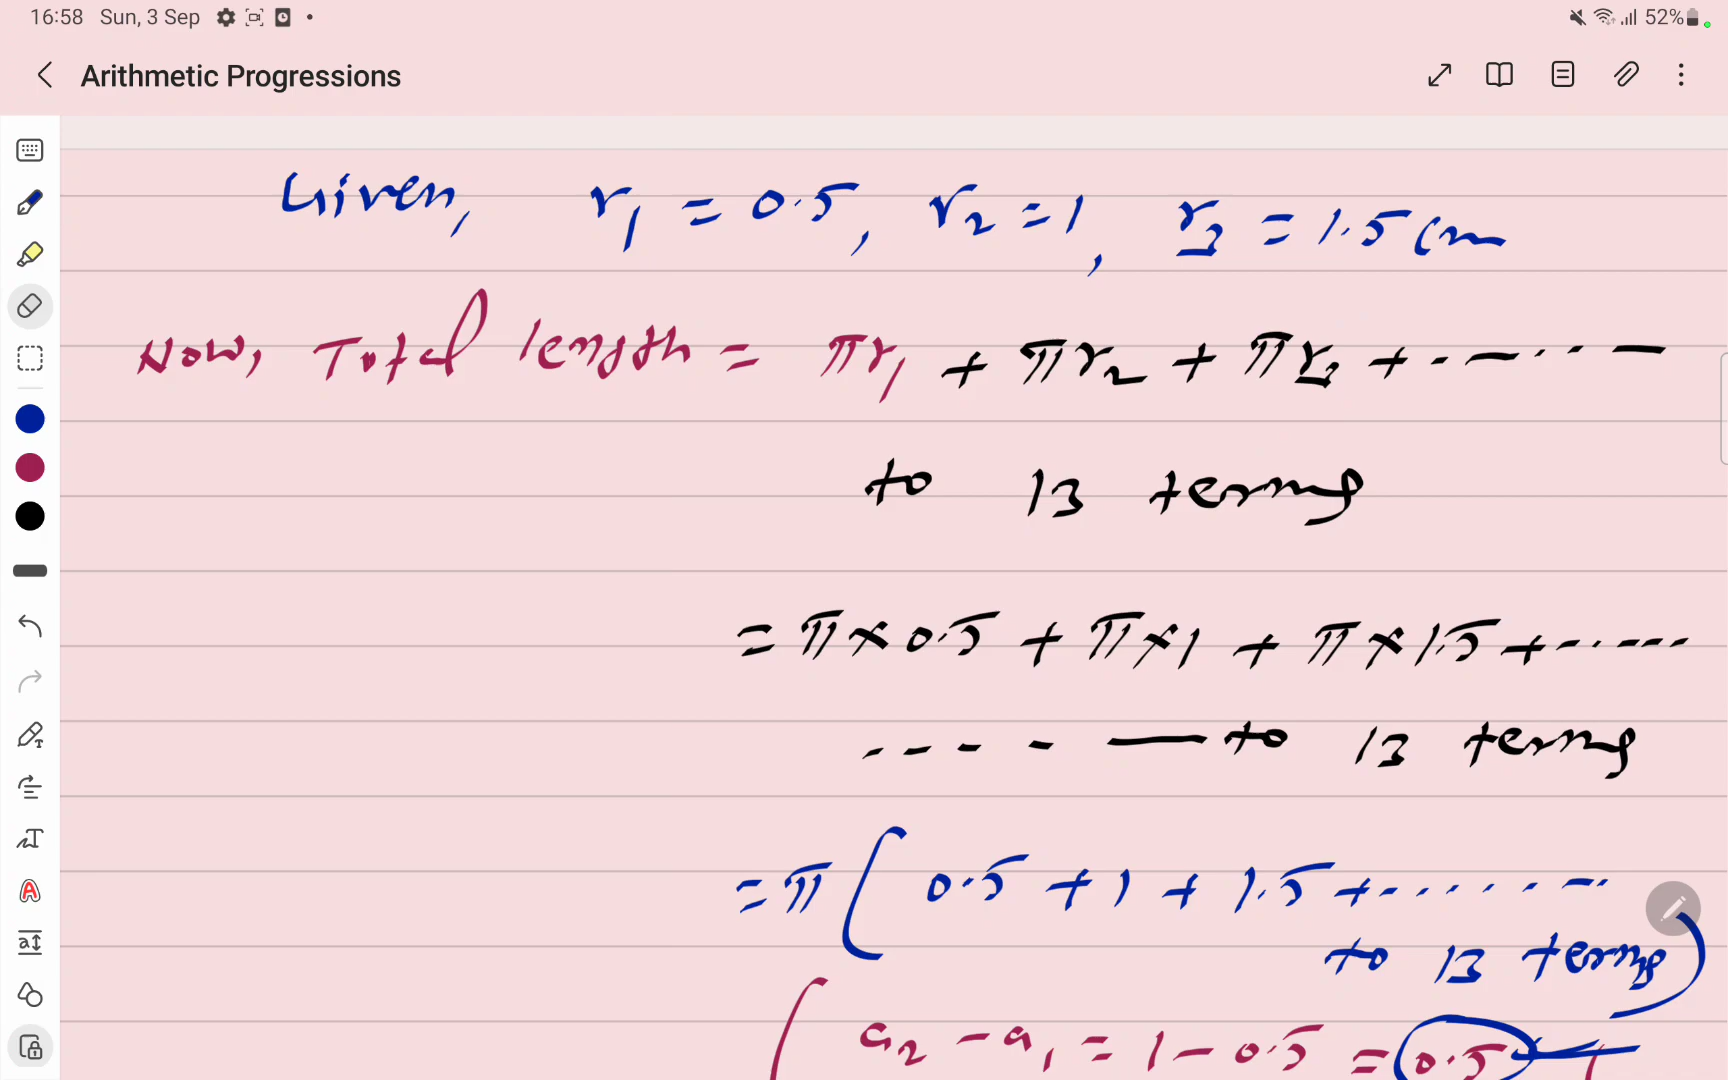 16:58 Sun, 3 Sep 52%
Arithmetic Progressions
Given, r₁ = 0.5, r₂ = 1, r₃ = 1.5 cm
Now, Total length = πr₁ + πr₂ + πr₃ + ------
to 13 terms
= π × 0.5 + π × 1 + π × 1.5 + ------
---- — to 13 terms
= π ( 0.5 + 1 + 1.5 + .......
to 13 terms )
( a₂ - a₁ = 1 - 0.5 = 0.5